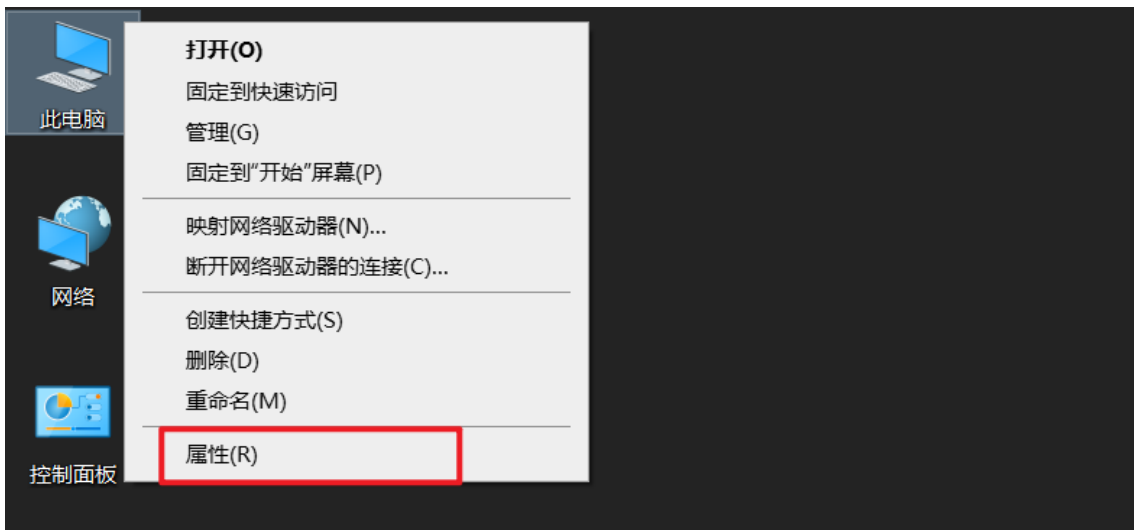 此电脑
网络
控制面板
打开(O)
固定到快速访问
管理(G)
固定到“开始”屏幕(P)
映射网络驱动器(N)...
断开网络驱动器的连接(C)...
创建快捷方式(S)
删除(D)
重命名(M)
属性(R)